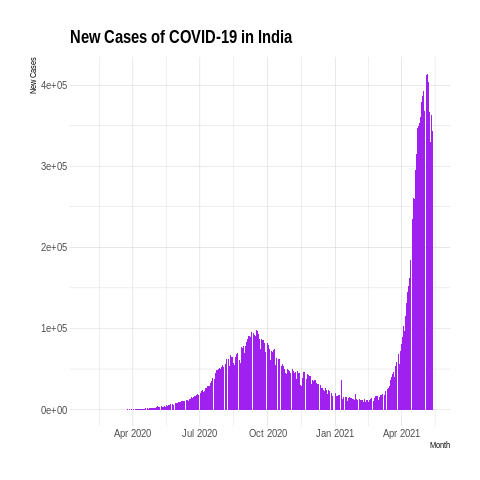 New Cases of COVID-19 in India
New Cases
4e+05
3e+05
2e+05
1e+05
0e+00
Apr 2020 Jul 2020 Oct 2020 Jan 2021 Apr 2021
Month